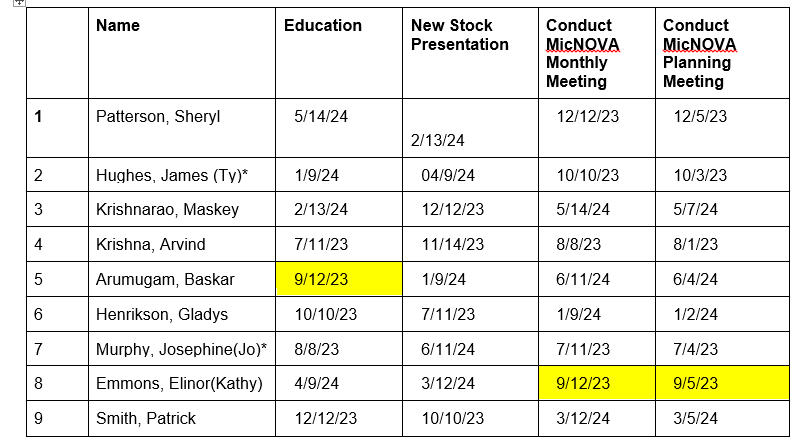 Name Education New Stock Presentation Conduct MicNOVA Monthly Meeting Conduct MicNOVA Planning Meeting
1 Patterson, Sheryl 5/14/24 2/13/24 12/12/23 12/5/23
2 Hughes, James (Ty)* 1/9/24 04/9/24 10/10/23 10/3/23
3 Krishnarao, Maskey 2/13/24 12/12/23 5/14/24 5/7/24
4 Krishna, Arvind 7/11/23 11/14/23 8/8/23 8/1/23
5 Arumugam, Baskar 9/12/23 1/9/24 6/11/24 6/4/24
6 Henrikson, Gladys 10/10/23 7/11/23 1/9/24 1/2/24
7 Murphy, Josephine(Jo)* 8/8/23 6/11/24 7/11/23 7/4/23
8 Emmons, Elinor(Kathy) 4/9/24 3/12/24 9/12/23 9/5/23
9 Smith, Patrick 12/12/23 10/10/23 3/12/24 3/5/24